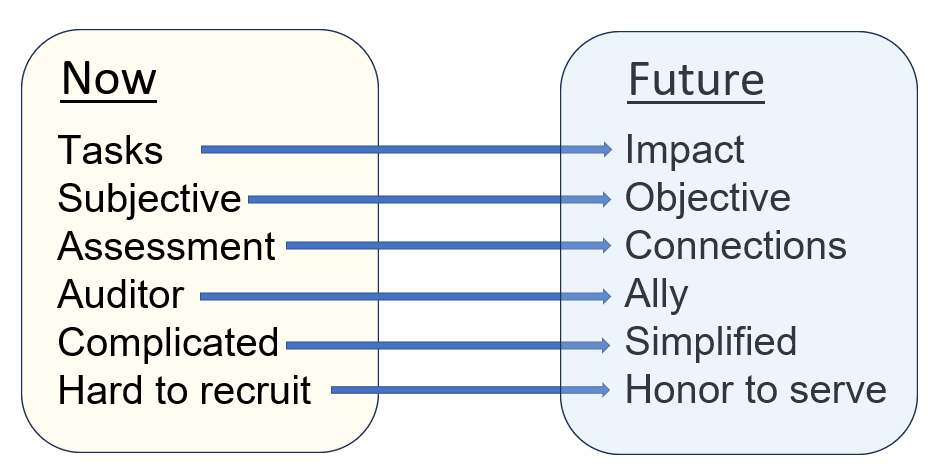 Now
Tasks
Subjective
Assessment
Auditor
Complicated
Hard to recruit
Future
Impact
Objective
Connections
Ally
Simplified
Honor to serve